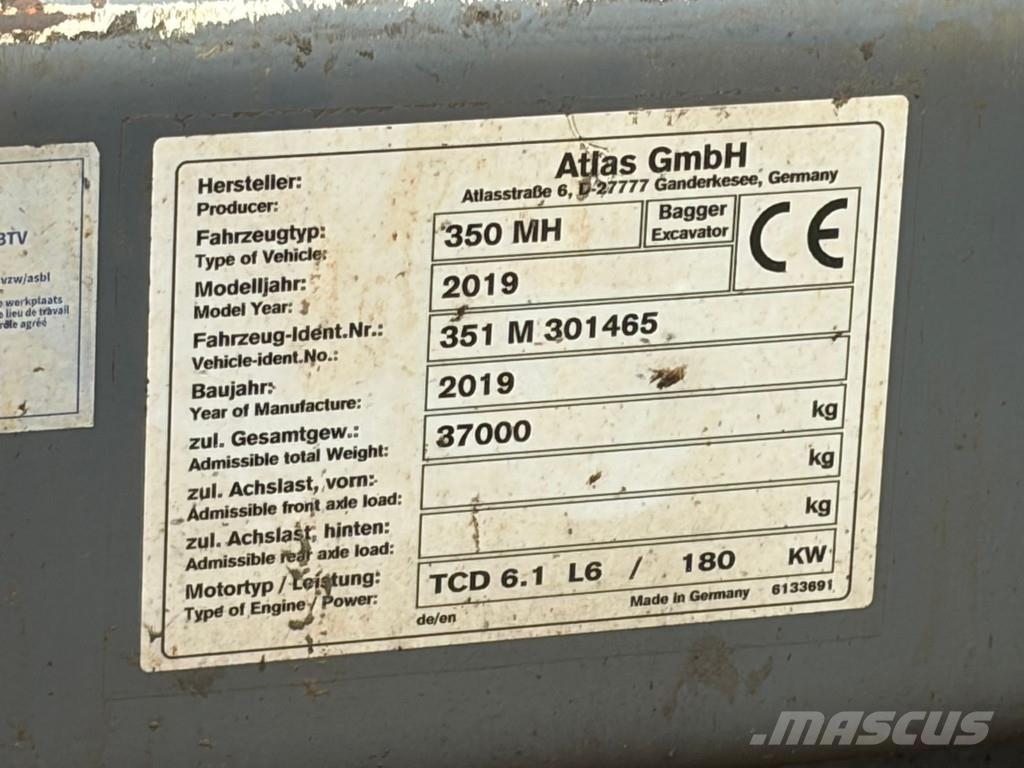 Atlas GmbH
Atlasstraße 6, D-27777 Ganderkesee, Germany
Hersteller:
Producer:
Fahrzeugtyp:
Type of Vehicle:
350 MH
Bagger
Excavator
CE
Modelljahr:
Model Year:
2019
Fahrzeug-Ident.Nr.:
Vehicle-ident.No.:
351 M 301465
Baujahr:
Year of Manufacture:
2019
zul. Gesamtgew.:
Admissible total Weight:
37000 kg
zul. Achslast, vorn:
Admissible front axle load:
kg
zul. Achslast, hinten:
Admissible rear axle load:
kg
Motortyp / Leistung:
Type of Engine / Power:
TCD 6.1 L6 / 180 KW
de/en
Made in Germany 6133691
BTV
vzw/asbl
werkplaats
lieu de travail
agréé
MASCUS